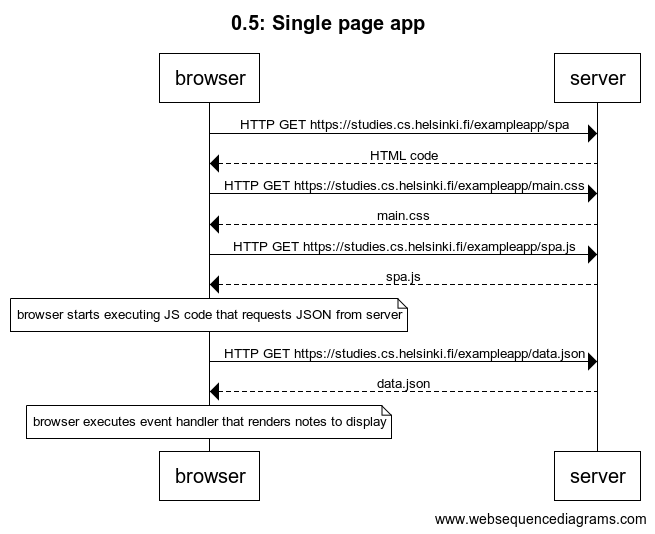 0.5: Single page app
browser
server
HTTP GET https://studies.cs.helsinki.fi/exampleapp/spa
HTML code
HTTP GET https://studies.cs.helsinki.fi/exampleapp/main.css
main.css
HTTP GET https://studies.cs.helsinki.fi/exampleapp/spa.js
spa.js
browser starts executing JS code that requests JSON from server
HTTP GET https://studies.cs.helsinki.fi/exampleapp/data.json
data.json
browser executes event handler that renders notes to display
browser
server
www.websequencediagrams.com